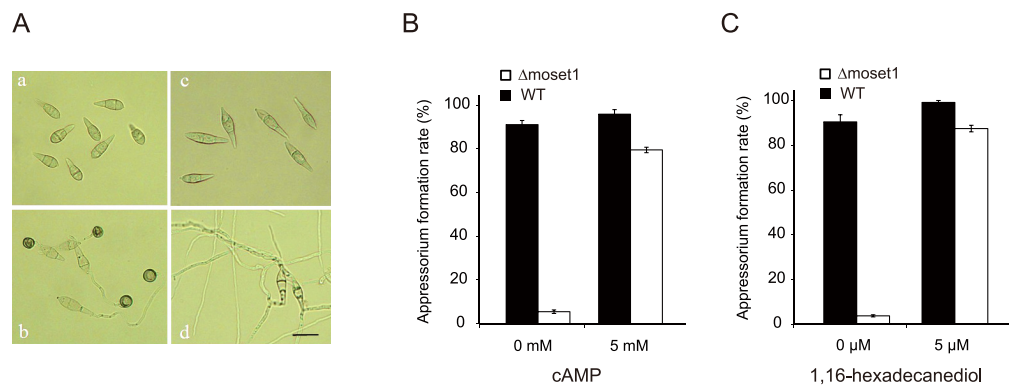 A
a
c
b
d
B
Δmoset1
WT
Appressorium formation rate (%)
100
80
60
40
20
0
0 mM
5 mM
cAMP
C
Δmoset1
WT
Appressorium formation rate (%)
100
80
60
40
20
0
0 µM
5 µM
1,16-hexadecanediol